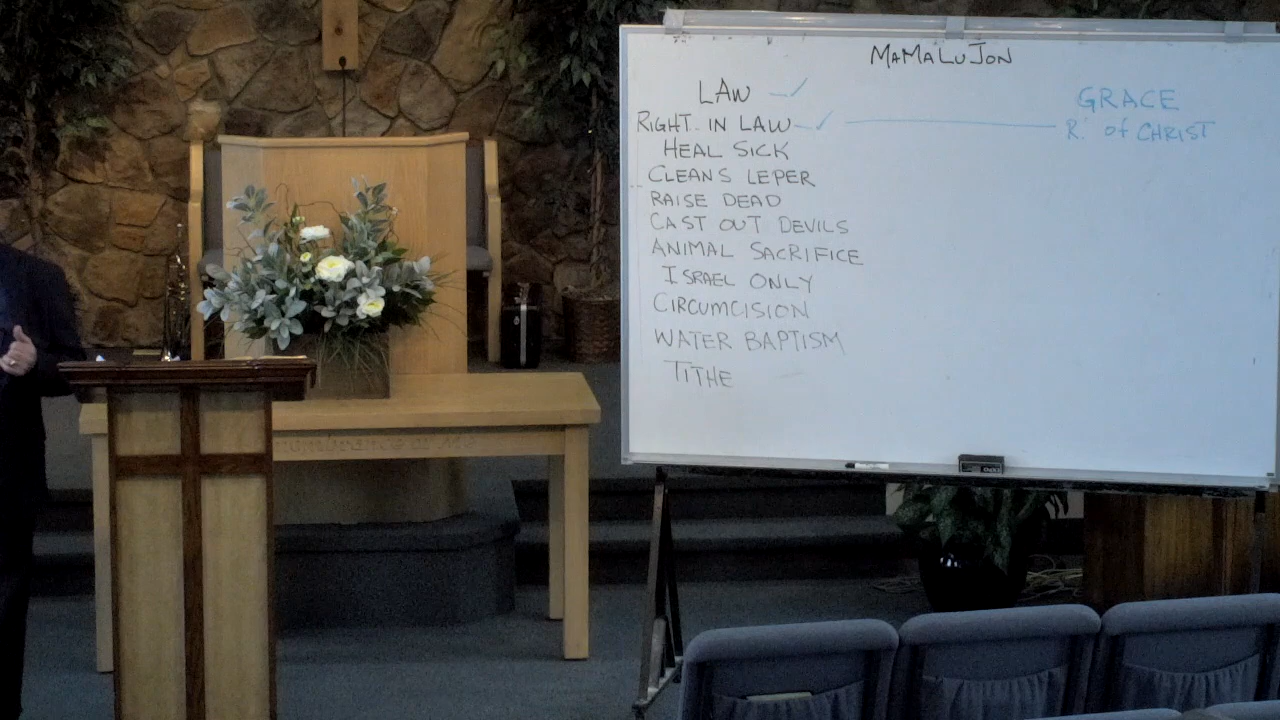 MAMALUJON
LAW ✓ GRACE
RIGHT. IN LAW - ✓ R. of CHRIST
HEAL SICK
CLEANS LEPER
RAISE DEAD
CAST OUT DEVILS
ANIMAL SACRIFICE
ISRAEL ONLY
CIRCUMCISION
WATER BAPTISM
TITHE